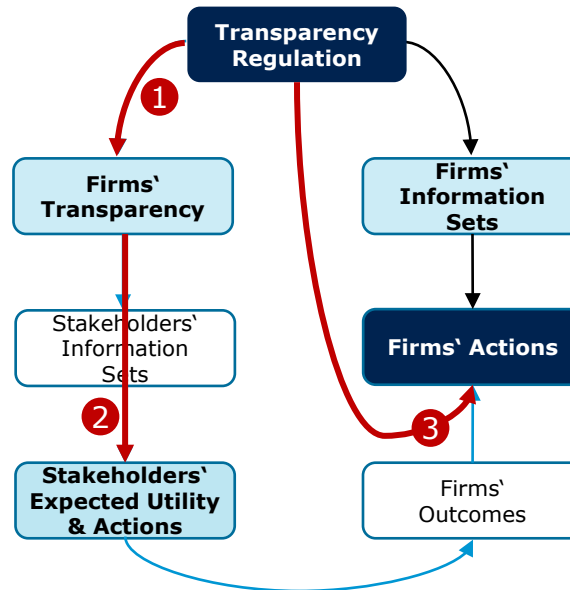 Transparency
Regulation
1
Firms‘
Transparency
Firms‘
Information
Sets
Stakeholders‘
Information
Sets
Firms‘ Actions
2
3
Stakeholders‘
Expected Utility
& Actions
Firms‘
Outcomes